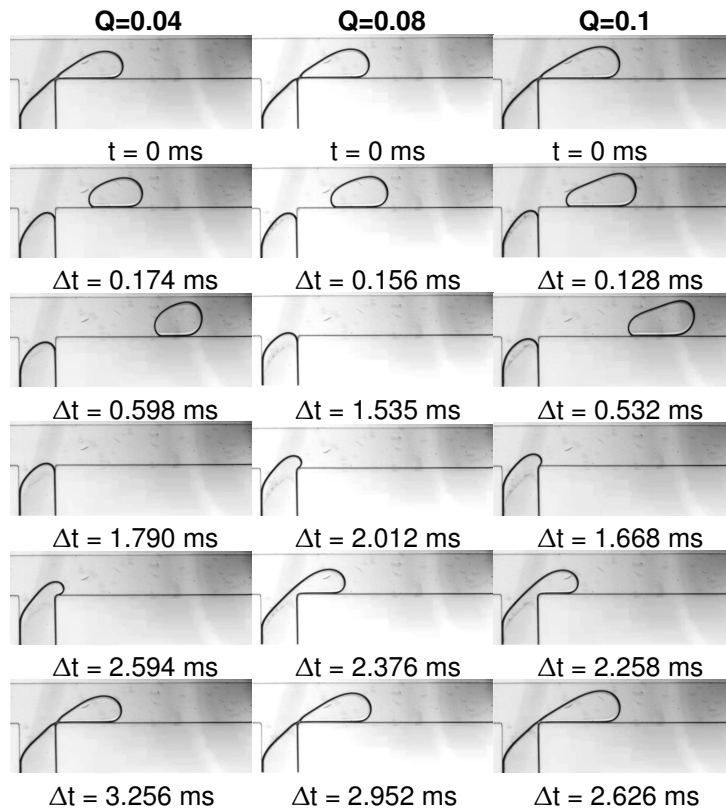 Q=0.04 Q=0.08 Q=0.1
t = 0 ms t = 0 ms t = 0 ms
Δt = 0.174 ms Δt = 0.156 ms Δt = 0.128 ms
Δt = 0.598 ms Δt = 1.535 ms Δt = 0.532 ms
Δt = 1.790 ms Δt = 2.012 ms Δt = 1.668 ms
Δt = 2.594 ms Δt = 2.376 ms Δt = 2.258 ms
Δt = 3.256 ms Δt = 2.952 ms Δt = 2.626 ms